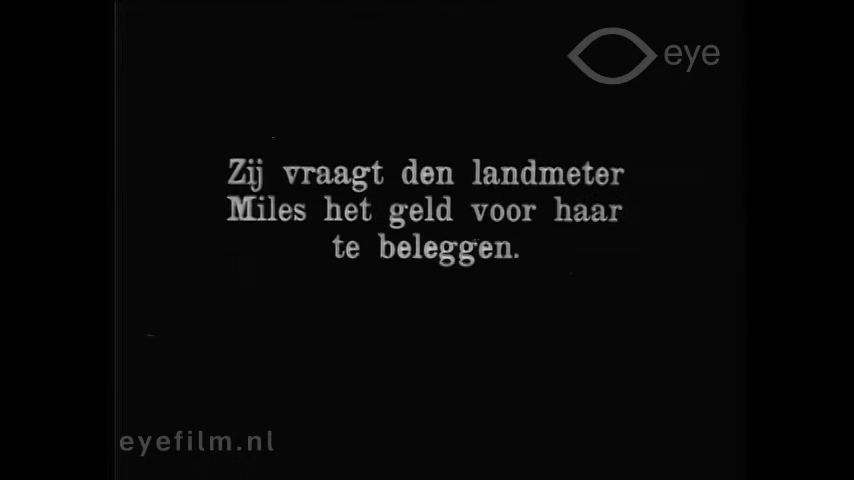 eye
Zij vraagt den landmeter
Miles het geld voor haar
te beleggen.
eyefilm.nl